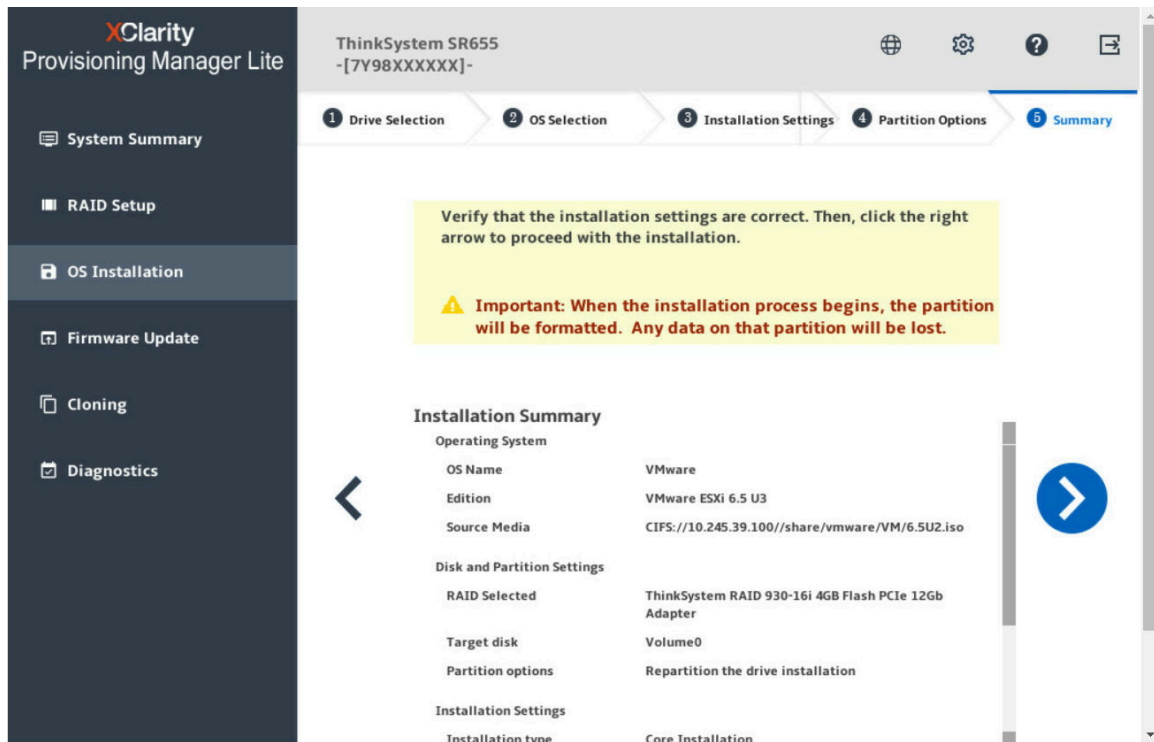 XClarity
Provisioning Manager Lite
System Summary
RAID Setup
OS Installation
Firmware Update
Cloning
Diagnostics
ThinkSystem SR655
-[7Y98XXXXXX]-
1 Drive Selection
2 OS Selection
3 Installation Settings
4 Partition Options
5 Summary
Verify that the installation settings are correct. Then, click the right
arrow to proceed with the installation.
Important: When the installation process begins, the partition
will be formatted. Any data on that partition will be lost.
Installation Summary
Operating System
OS Name VMware
Edition VMware ESXi 6.5 U3
Source Media CIFS://10.245.39.100//share/vmware/VM/6.5U2.iso
Disk and Partition Settings
RAID Selected ThinkSystem RAID 930-16i 4GB Flash PCIe 12Gb
Adapter
Target disk Volume0
Partition options Repartition the drive installation
Installation Settings
Installation type Core Installation